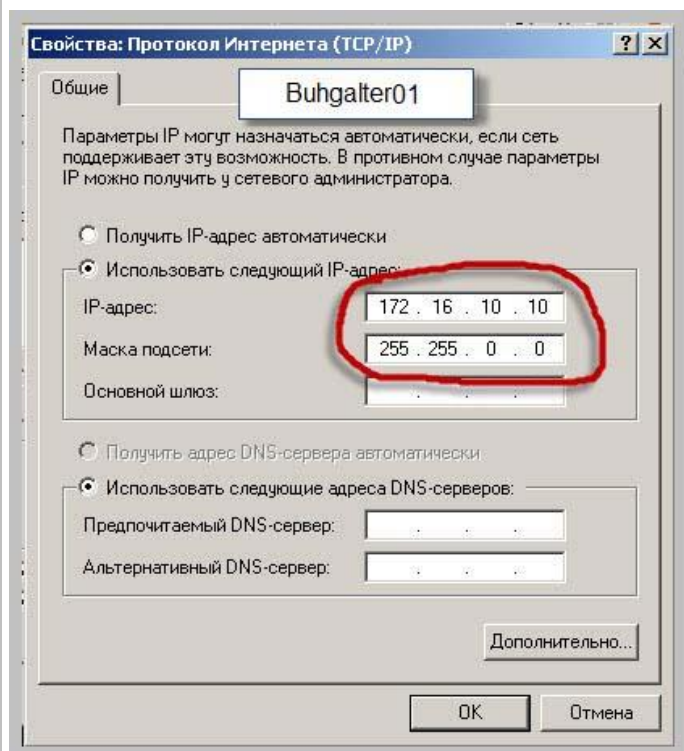 Свойства: Протокол Интернета (TCP/IP)
? X
Общие
Buhgalter01
Параметры IP могут назначаться автоматически, если сеть
поддерживает эту возможность. В противном случае параметры
IP можно получить у сетевого администратора.
Получить IP-адрес автоматически
Использовать следующий IP-адрес:
IP-адрес: 172 . 16 . 10 . 10
Маска подсети: 255 . 255 . 0 . 0
Основной шлюз: . . .
Получить адрес DNS-сервера автоматически
Использовать следующие адреса DNS-серверов:
Предпочитаемый DNS-сервер: . . .
Альтернативный DNS-сервер: . . .
Дополнительно...
OK Отмена